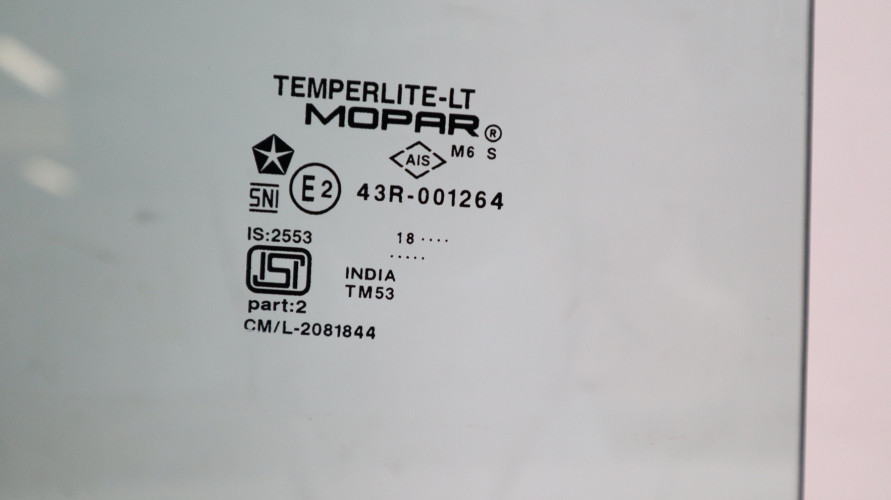 TEMPERLITE-LT
MOPAR®
AIS M6 S
SNI E2 43R-001264
IS:2553
18 ····
·····
ISI
INDIA
TM53
part:2
CM/L-2081844